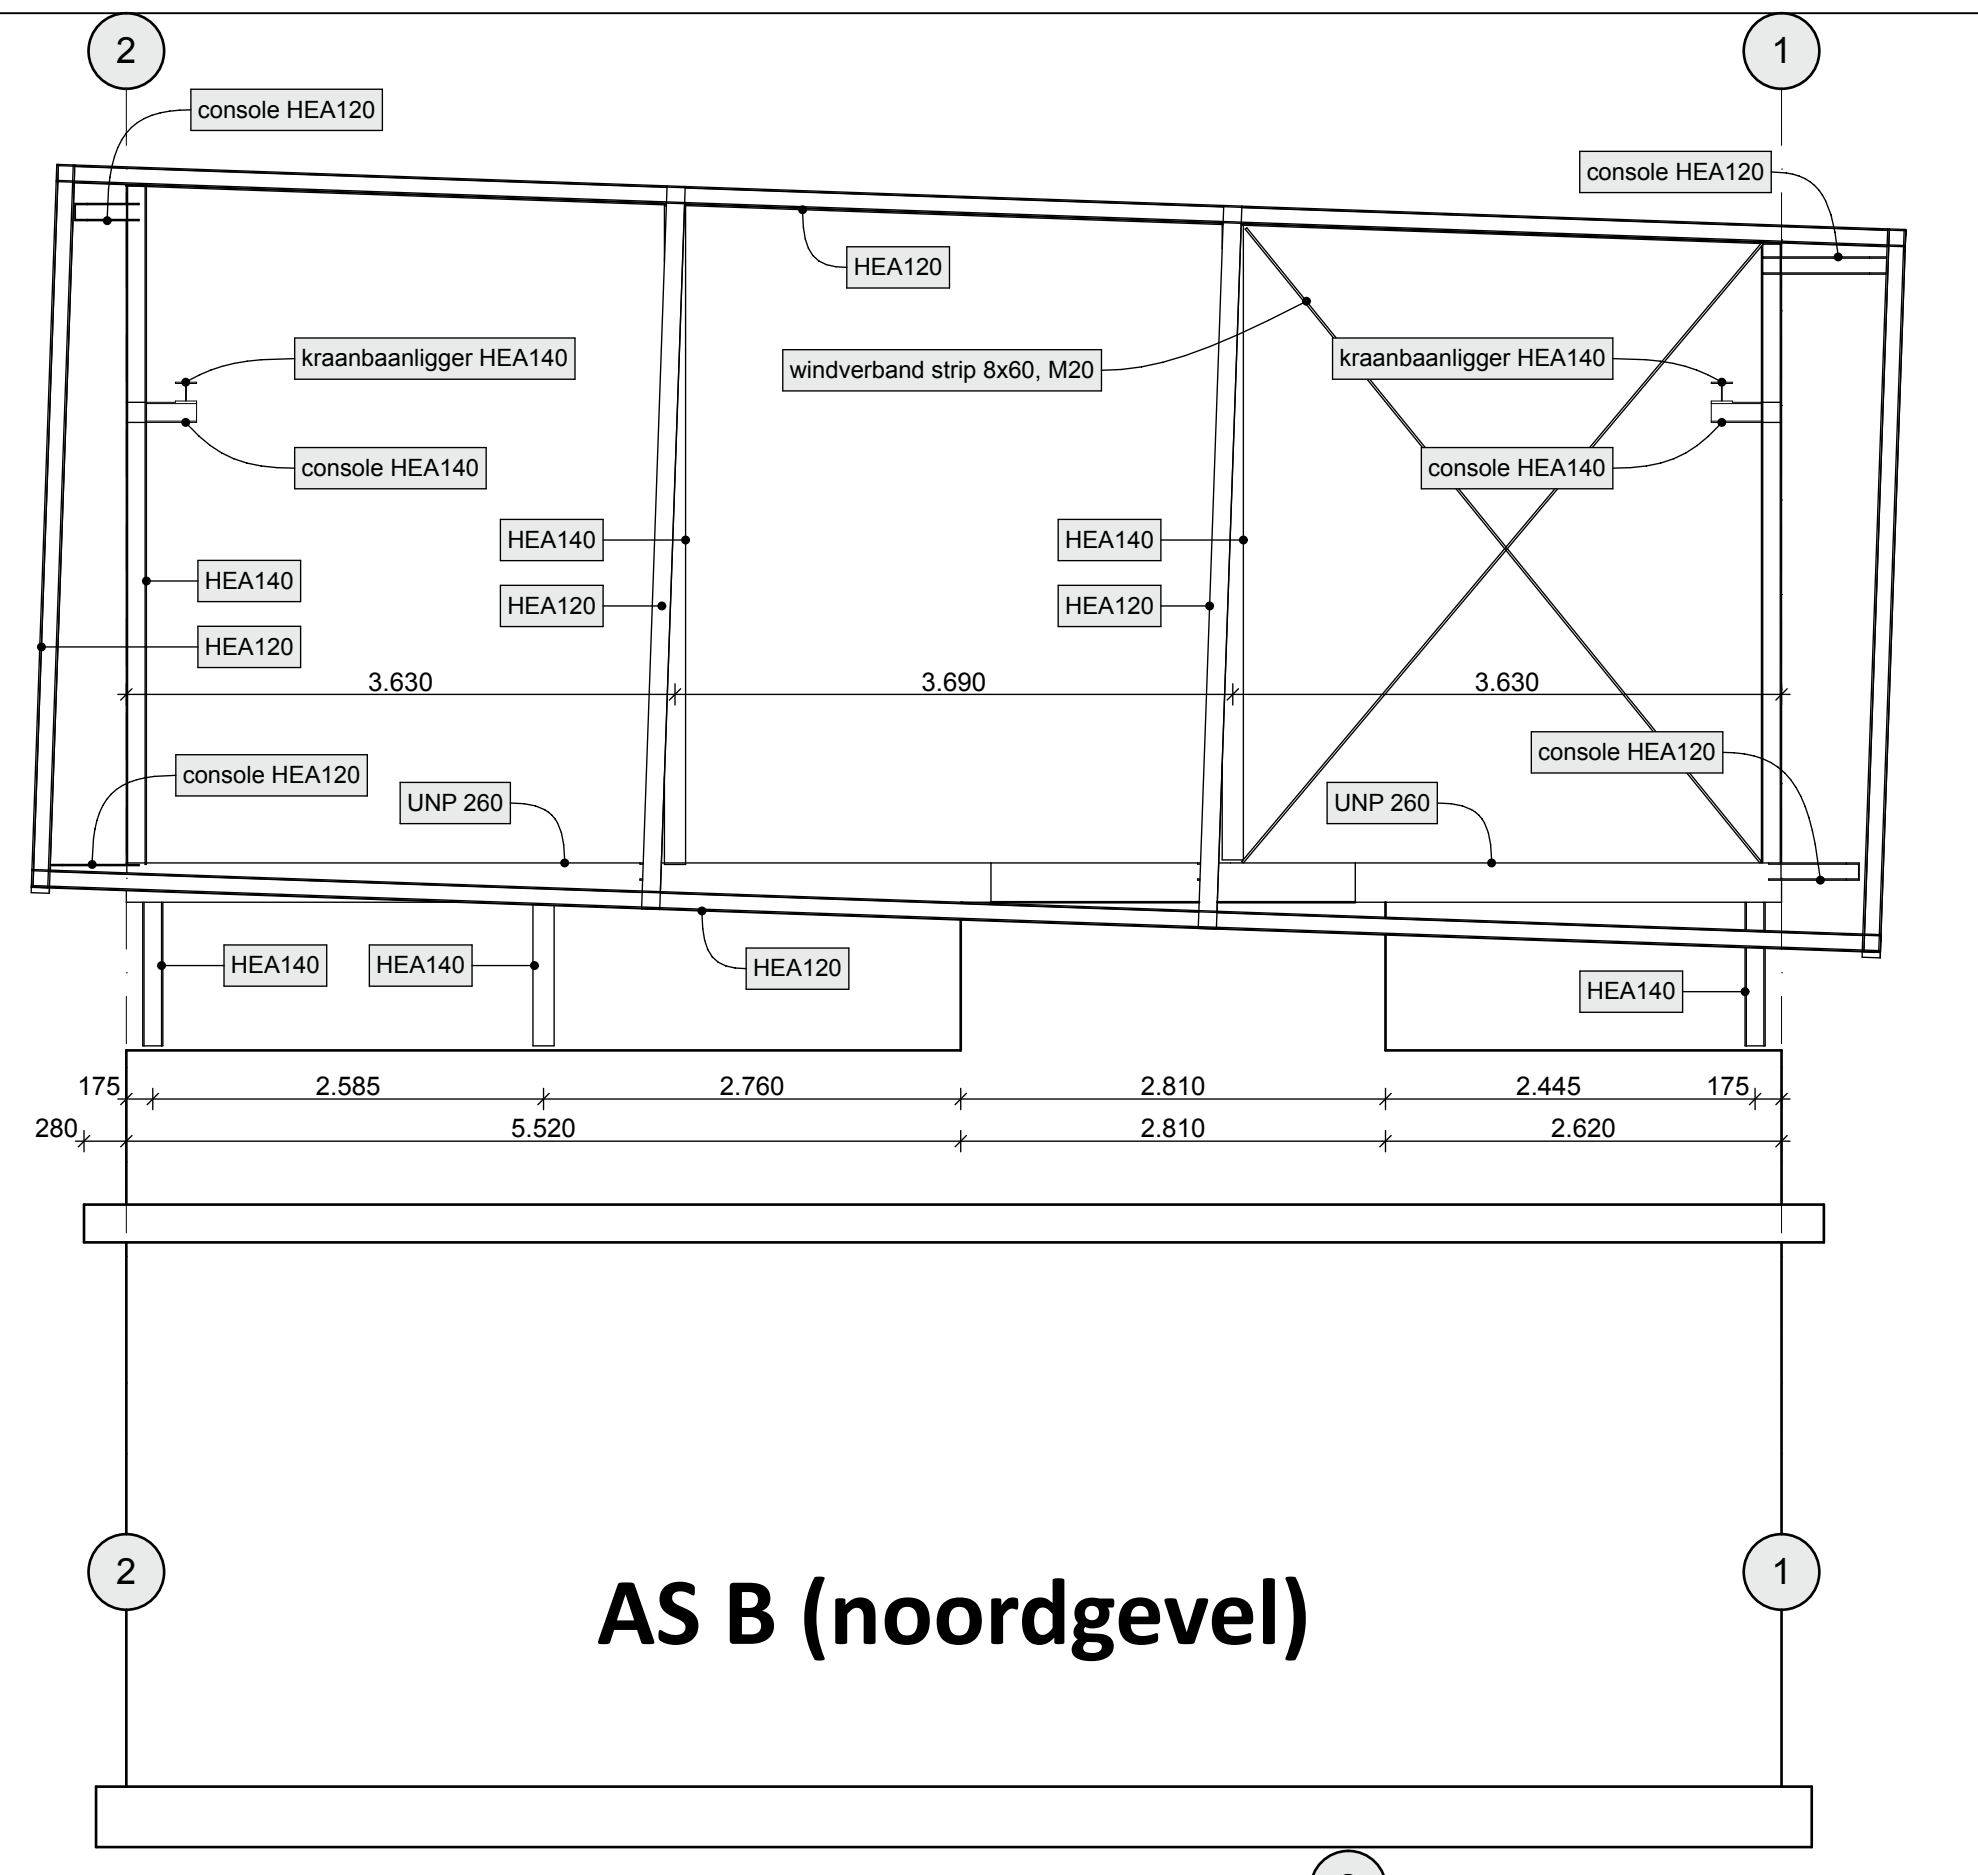 2
1
console HEA120
console HEA120
HEA120
kraanbaanligger HEA140
windverband strip 8x60, M20
kraanbaanligger HEA140
console HEA140
console HEA140
HEA140
HEA140
HEA140
HEA120
HEA120
HEA120
3.630
3.690
3.630
console HEA120
console HEA120
UNP 260
UNP 260
HEA140
HEA140
HEA120
HEA140
175
2.585
2.760
2.810
2.445
175
280
5.520
2.810
2.620
2
1
AS B (noordgevel)